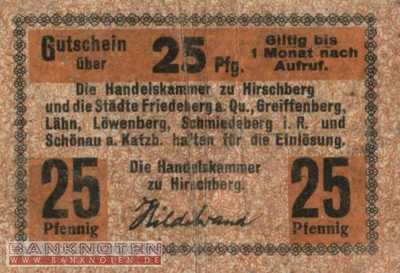 Gutschein über 25 Pfg. Giltig bis 1 Monat nach Aufruf.
Die Handelskammer zu Hirschberg
und die Städte Friedeberg a. Qu., Greiffenberg,
Lähn, Löwenberg, Schmiedeberg i. R. und
Schönau a. Katzb. haften für die Einlösung.
25 Pfennig
Die Handelskammer
zu Hirschberg.
Hildebrand
25 Pfennig
BANKNOTEN
WWW.BANKNOTEN.DE